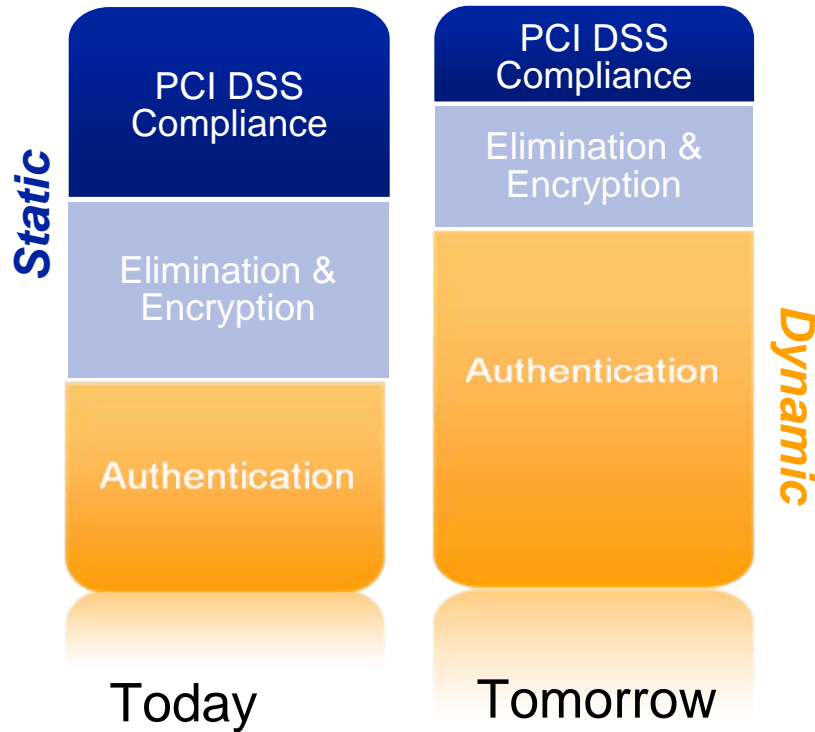 Static
PCI DSS
Compliance
Elimination &
Encryption
Authentication
Today
PCI DSS
Compliance
Elimination &
Encryption
Authentication
Tomorrow
Dynamic